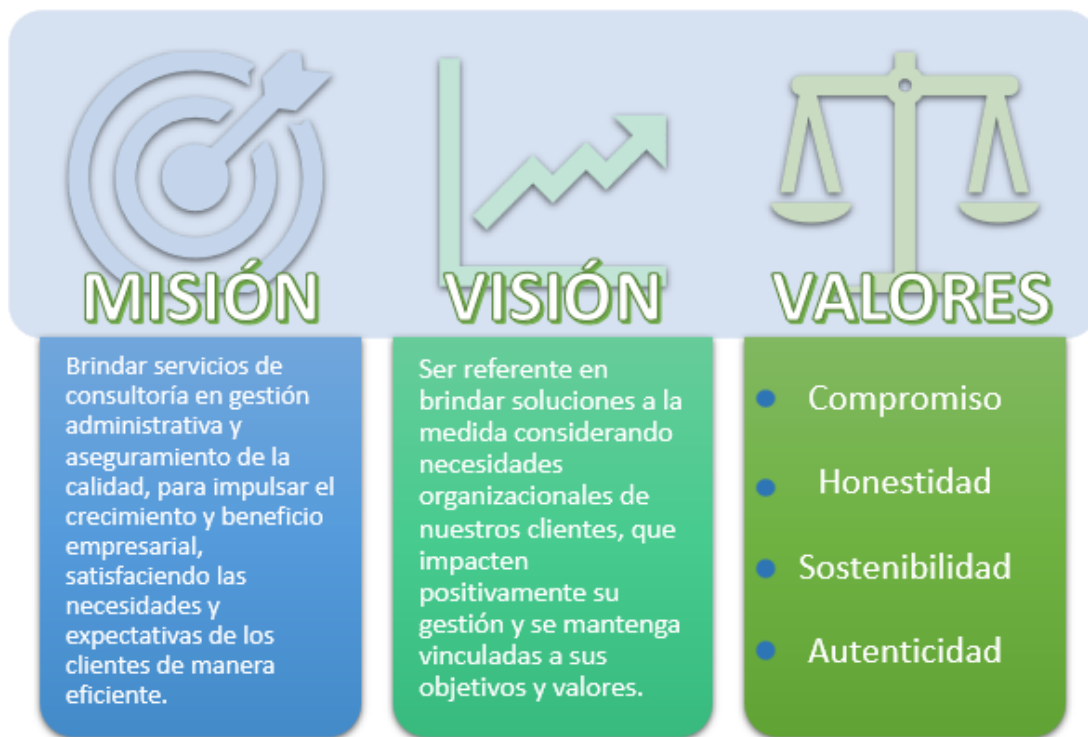 MISIÓN
Brindar servicios de
consultoría en gestión
administrativa y
aseguramiento de la
calidad, para impulsar el
crecimiento y beneficio
empresarial,
satisfaciendo las
necesidades y
expectativas de los
clientes de manera
eficiente.
VISIÓN
Ser referente en
brindar soluciones a la
medida considerando
necesidades
organizacionales de
nuestros clientes, que
impacten
positivamente su
gestión y se mantenga
vinculadas a sus
objetivos y valores.
VALORES
Compromiso
Honestidad
Sostenibilidad
Autenticidad